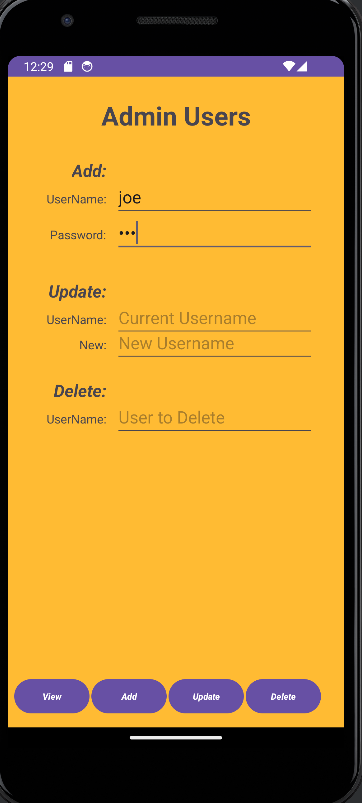 12:29
Admin Users
Add:
UserName: joe
Password: •••
Update:
UserName: Current Username
New: New Username
Delete:
UserName: User to Delete
View Add Update Delete